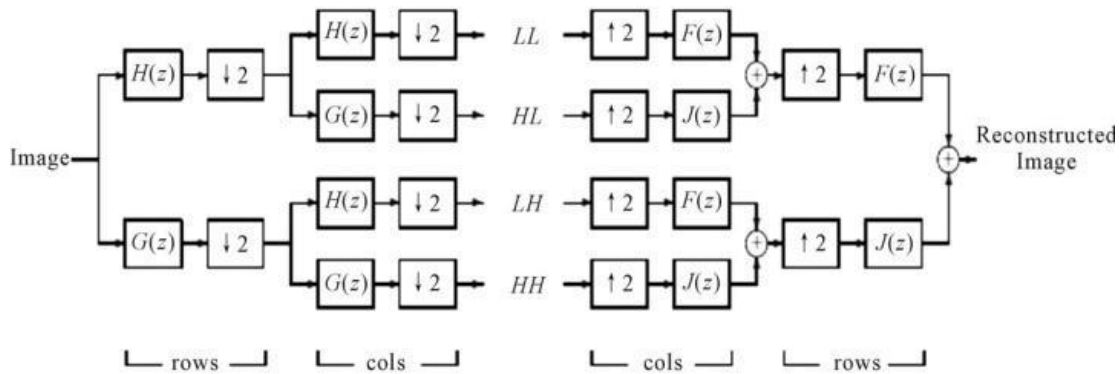 H(z) ↓ 2 LL ↑ 2 F(z)
H(z) ↓ 2 + ↑ 2 F(z)
G(z) ↓ 2 HL ↑ 2 J(z)
Image + Reconstructed
Image
H(z) ↓ 2 LH ↑ 2 F(z)
G(z) ↓ 2 + ↑ 2 J(z)
G(z) ↓ 2 HH ↑ 2 J(z)
rows cols cols rows